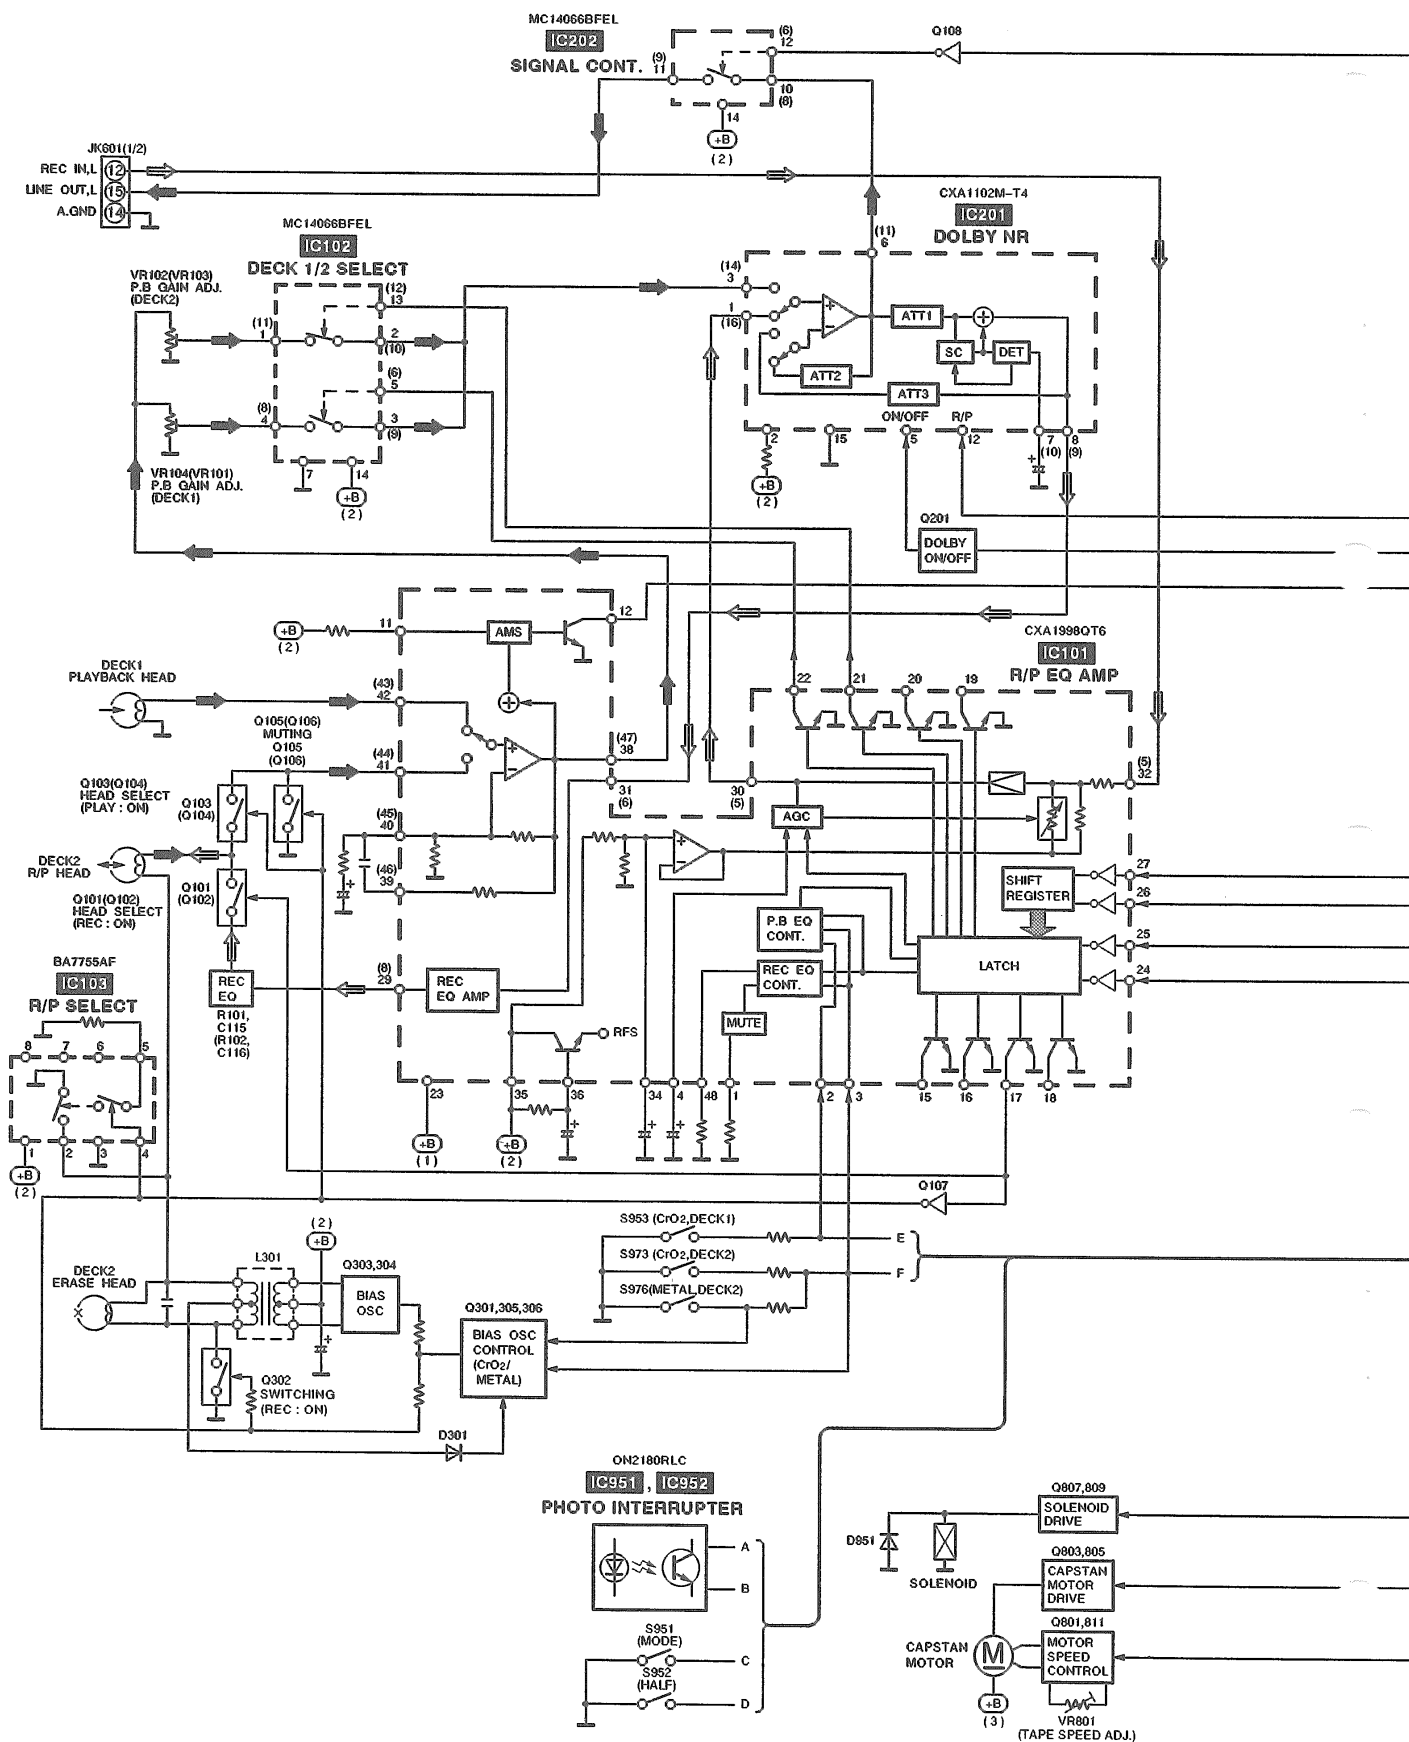 MC14066BFEL
IC202
SIGNAL CONT.
(9)
11
(6)
12
10
(8)
14
+B
(2)
Q108
JK601(1/2)
REC IN,L 12
LINE OUT,L 15
A.GND 14
MC14066BFEL
IC102
DECK 1/2 SELECT
VR102(VR103)
P.B GAIN ADJ.
(DECK2)
(12)
13
(11)
1
2
(10)
(6)
5
(8)
4
3
(9)
7
14
+B
(2)
VR104(VR101)
P.B GAIN ADJ.
(DECK1)
CXA1102M-T4
IC201
DOLBY NR
(11)
6
(14)
3
1
(16)
+
−
ATT1
+
SC
DET
ATT2
ATT3
ON/OFF
R/P
2
15
5
12
7
(10)
8
(9)
+
+B
(2)
Q201
DOLBY
ON/OFF
CXA1998QT6
IC101
R/P EQ AMP
+B
(2)
11
AMS
12
+
DECK1
PLAYBACK HEAD
(43)
42
Q105(Q106)
MUTING
Q105
(Q106)
(44)
41
+
−
(47)
38
31
(6)
Q103(Q104)
HEAD SELECT
(PLAY : ON)
Q103
(Q104)
(45)
40
(46)
39
+
DECK2
R/P HEAD
Q101
(Q102)
Q101(Q102)
HEAD SELECT
(REC : ON)
22
21
20
19
(5)
32
30
(5)
AGC
+
−
SHIFT
REGISTER
27
26
25
24
P.B EQ
CONT.
REC EQ
CONT.
LATCH
MUTE
BA7755AF
IC103
R/P SELECT
REC
EQ
R101,
C115
(R102,
C116)
(8)
29
REC
EQ AMP
RFS
8
7
6
5
1
2
3
4
+B
(2)
23
35
36
34
4
48
1
2
3
15
16
17
18
+B
(1)
+B
(2)
+
+
+
Q107
S953 (CrO2,DECK1)
E
S973 (CrO2,DECK2)
F
S976(METAL,DECK2)
(2)
+B
L301
Q303,304
BIAS
OSC
DECK2
ERASE HEAD
+
Q301,305,306
BIAS OSC
CONTROL
(CrO2/
METAL)
Q302
SWITCHING
(REC : ON)
D301
ON2180RLC
IC951 , IC952
PHOTO INTERRUPTER
A
B
S951
(MODE)
C
S952
(HALF)
D
Q807,809
SOLENOID
DRIVE
D951
SOLENOID
Q803,805
CAPSTAN
MOTOR
DRIVE
Q801,811
MOTOR
SPEED
CONTROL
CAPSTAN
MOTOR
M
+B
(3)
VR801
(TAPE SPEED ADJ.)